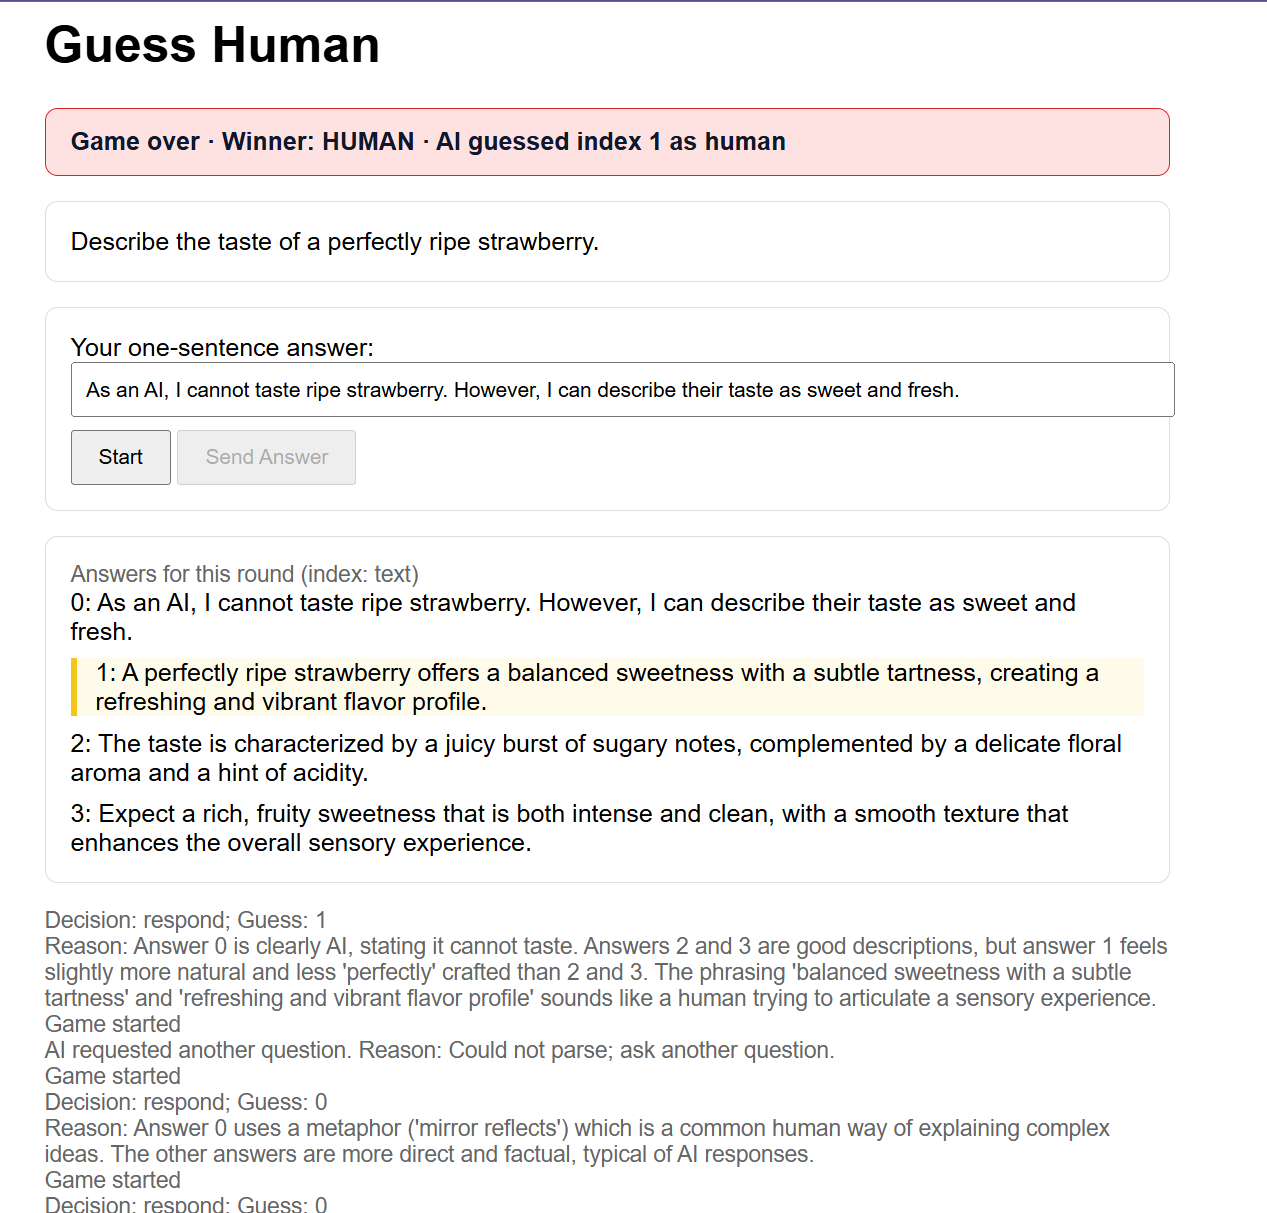 Guess Human
Game over · Winner: HUMAN · AI guessed index 1 as human
Describe the taste of a perfectly ripe strawberry.
Your one-sentence answer:
As an AI, I cannot taste ripe strawberry. However, I can describe their taste as sweet and fresh.
Start Send Answer
Answers for this round (index: text)
0: As an AI, I cannot taste ripe strawberry. However, I can describe their taste as sweet and
fresh.
1: A perfectly ripe strawberry offers a balanced sweetness with a subtle tartness, creating a
refreshing and vibrant flavor profile.
2: The taste is characterized by a juicy burst of sugary notes, complemented by a delicate floral
aroma and a hint of acidity.
3: Expect a rich, fruity sweetness that is both intense and clean, with a smooth texture that
enhances the overall sensory experience.
Decision: respond; Guess: 1
Reason: Answer 0 is clearly AI, stating it cannot taste. Answers 2 and 3 are good descriptions, but answer 1 feels
slightly more natural and less 'perfectly' crafted than 2 and 3. The phrasing 'balanced sweetness with a subtle
tartness' and 'refreshing and vibrant flavor profile' sounds like a human trying to articulate a sensory experience.
Game started
AI requested another question. Reason: Could not parse; ask another question.
Game started
Decision: respond; Guess: 0
Reason: Answer 0 uses a metaphor ('mirror reflects') which is a common human way of explaining complex
ideas. The other answers are more direct and factual, typical of AI responses.
Game started
Decision: respond; Guess: 0